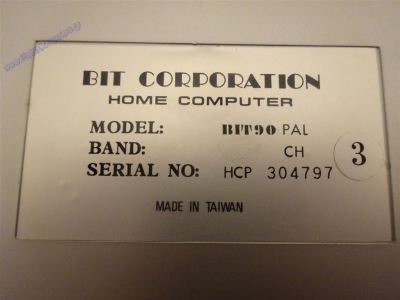 BIT CORPORATION
HOME COMPUTER
MODEL: BIT90 PAL
BAND: CH 3
SERIAL NO: HCP 304797
MADE IN TAIWAN